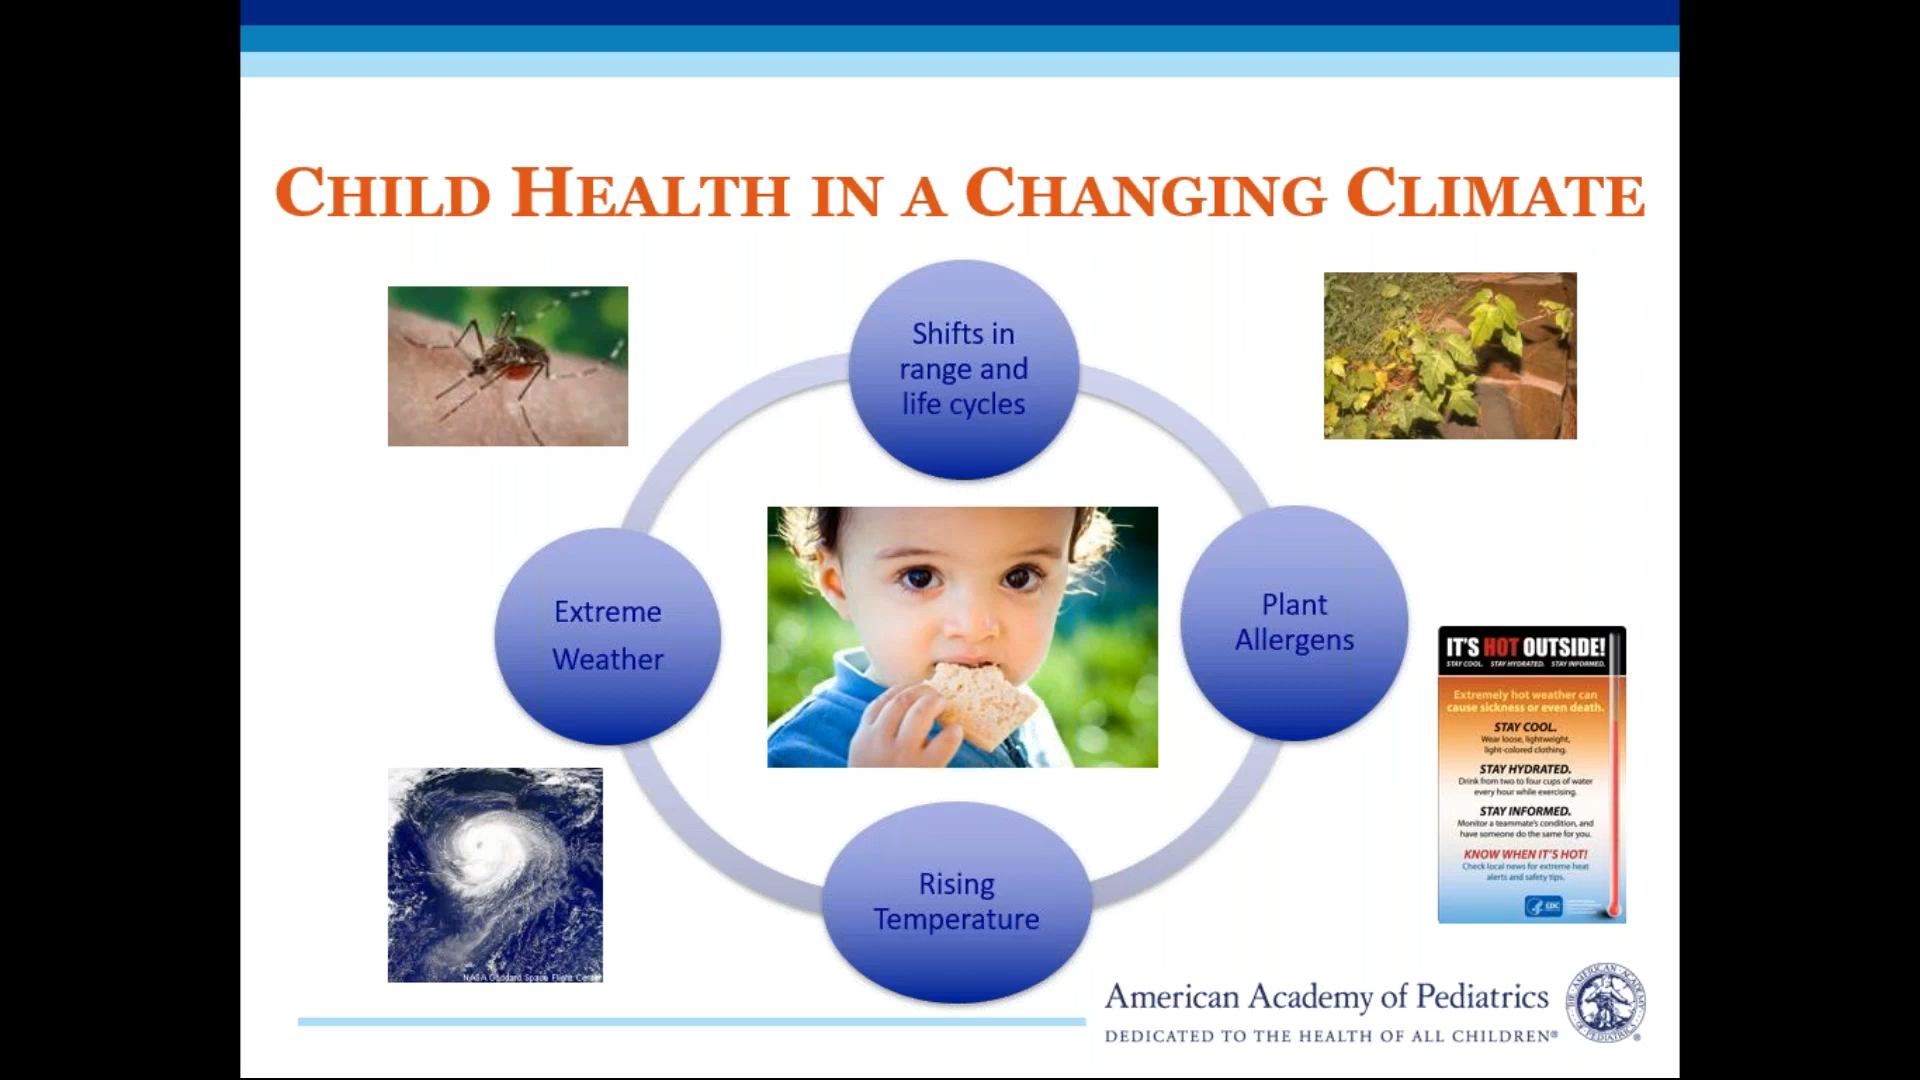 CHILD HEALTH IN A CHANGING CLIMATE
Shifts in
range and
life cycles
Extreme
Weather
Plant
Allergens
Rising
Temperature
IT'S HOT OUTSIDE!
STAY COOL. STAY HYDRATED. STAY INFORMED.
Extremely hot weather can
cause sickness or even death.
STAY COOL.
Wear loose, lightweight,
light-colored clothing.
STAY HYDRATED.
Drink from two to four cups of water
every hour while exercising.
STAY INFORMED.
Monitor a teammate's condition, and
have someone do the same for you.
KNOW WHEN IT'S HOT!
Check local news for extreme heat
alerts and safety tips.
CDC
NASA Goddard Space Flight Center
American Academy of Pediatrics
DEDICATED TO THE HEALTH OF ALL CHILDREN®